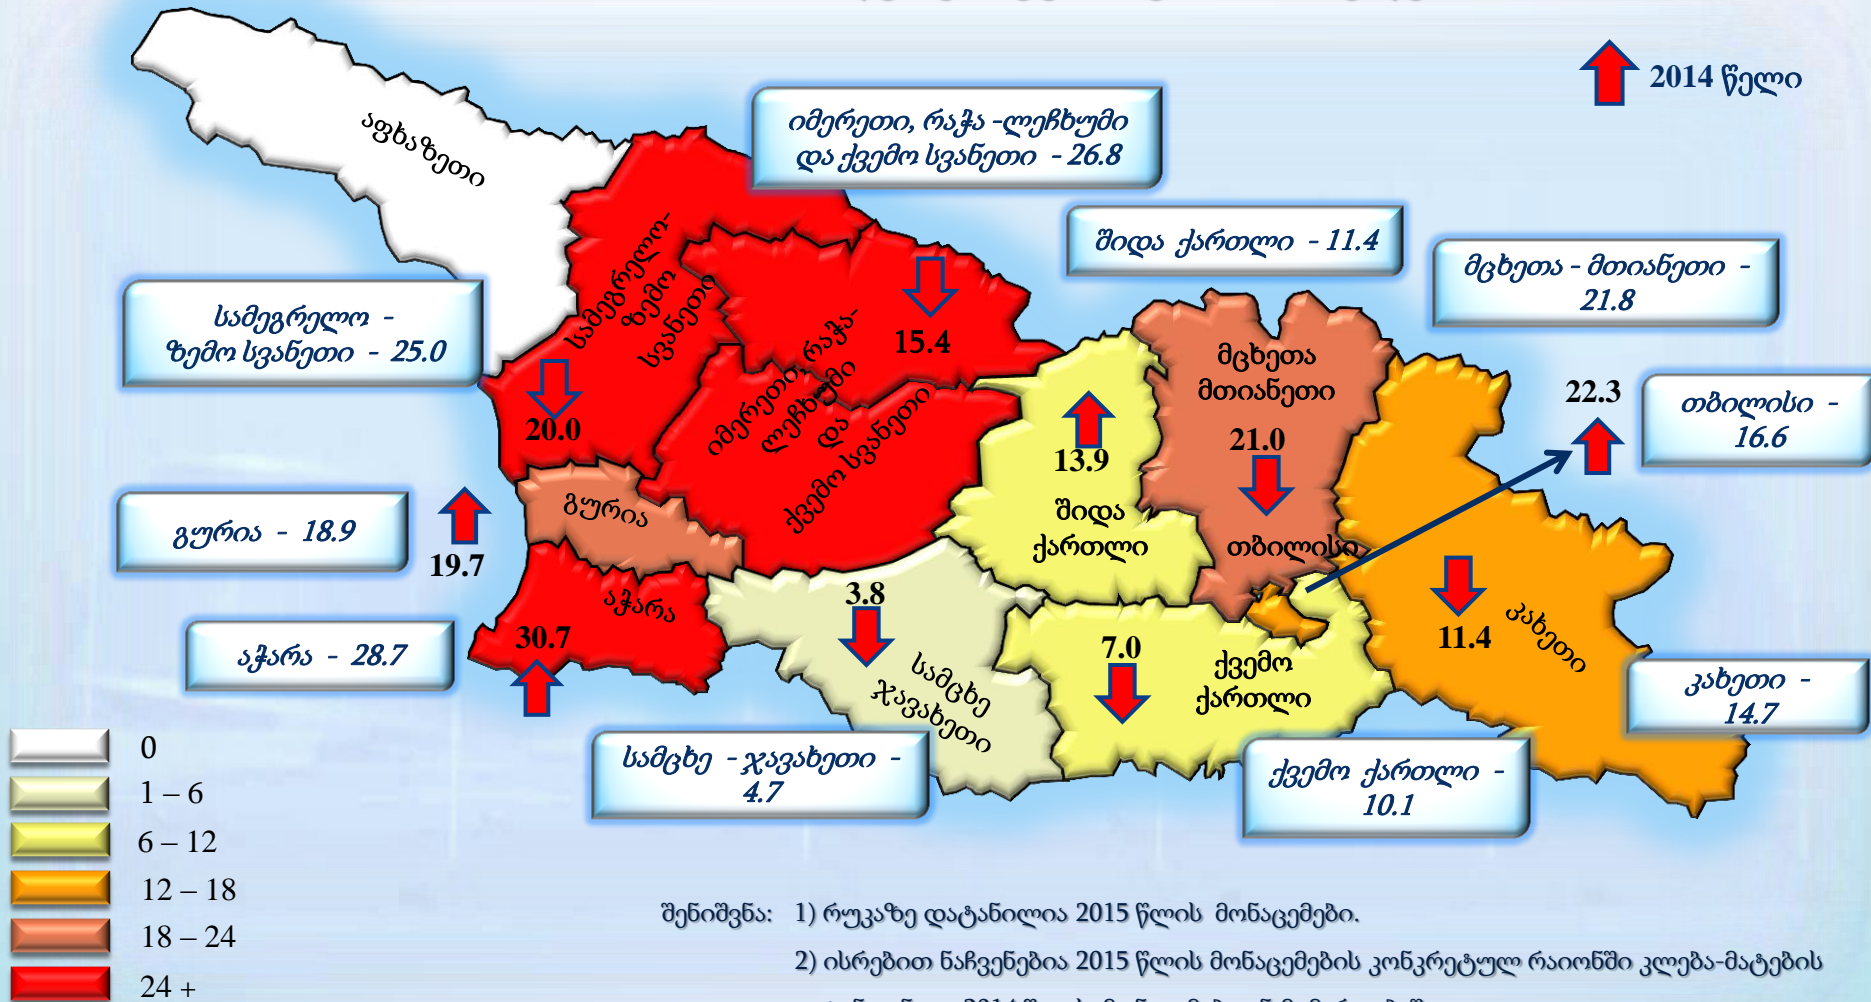 2014 წელი
აფხაზეთი
იმერეთი, რაჭა -ლეჩხუმი
და ქვემო სვანეთი - 26.8
შიდა ქართლი - 11.4
მცხეთა - მთიანეთი -
21.8
სამეგრელო -
ზემო სვანეთი - 25.0
სამეგრელო-
ზემო
სვანეთი
20.0
15.4
იმერეთი, რაჭა-
ლეჩხუმი
და
ქვემო სვანეთი
13.9
შიდა
ქართლი
მცხეთა
მთიანეთი
21.0
თბილისი
22.3
თბილისი -
16.6
გურია - 18.9
19.7
გურია
აჭარა - 28.7
30.7
აჭარა
3.8
სამცხე
ჯავახეთი
7.0
ქვემო
ქართლი
11.4
კახეთი
კახეთი -
14.7
სამცხე - ჯავახეთი -
4.7
ქვემო ქართლი -
10.1
0
1 – 6
6 – 12
12 – 18
18 – 24
24 +
შენიშვნა: 1) რუკაზე დატანილია 2015 წლის მონაცემები.
2) ისრებით ნაჩვენებია 2015 წლის მონაცემების კონკრეტულ რაიონში კლება-მატების